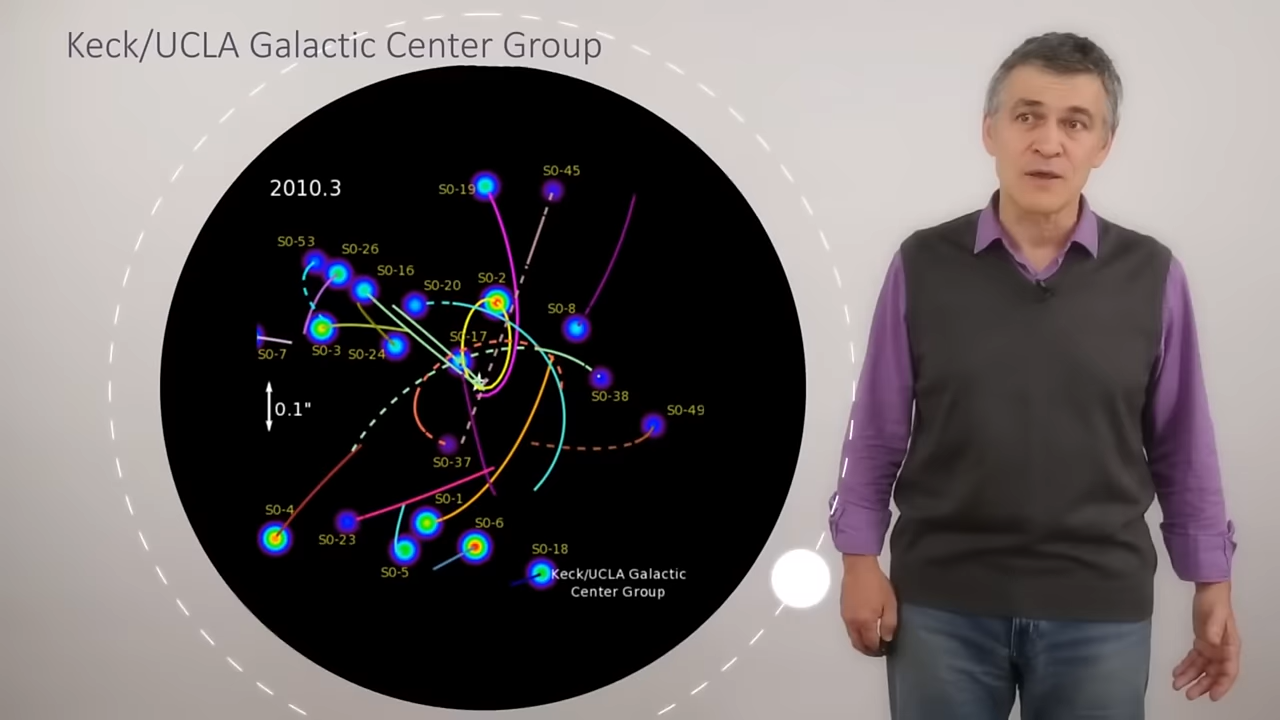 Keck/UCLA Galactic Center Group
2010.3
S0-19
S0-45
S0-53
S0-26
S0-16
S0-20
S0-2
S0-8
S0-17
S0-7
S0-3
S0-24
S0-38
0.1"
S0-49
S0-37
S0-4
S0-1
S0-23
S0-6
S0-5
S0-18
Keck/UCLA Galactic
Center Group